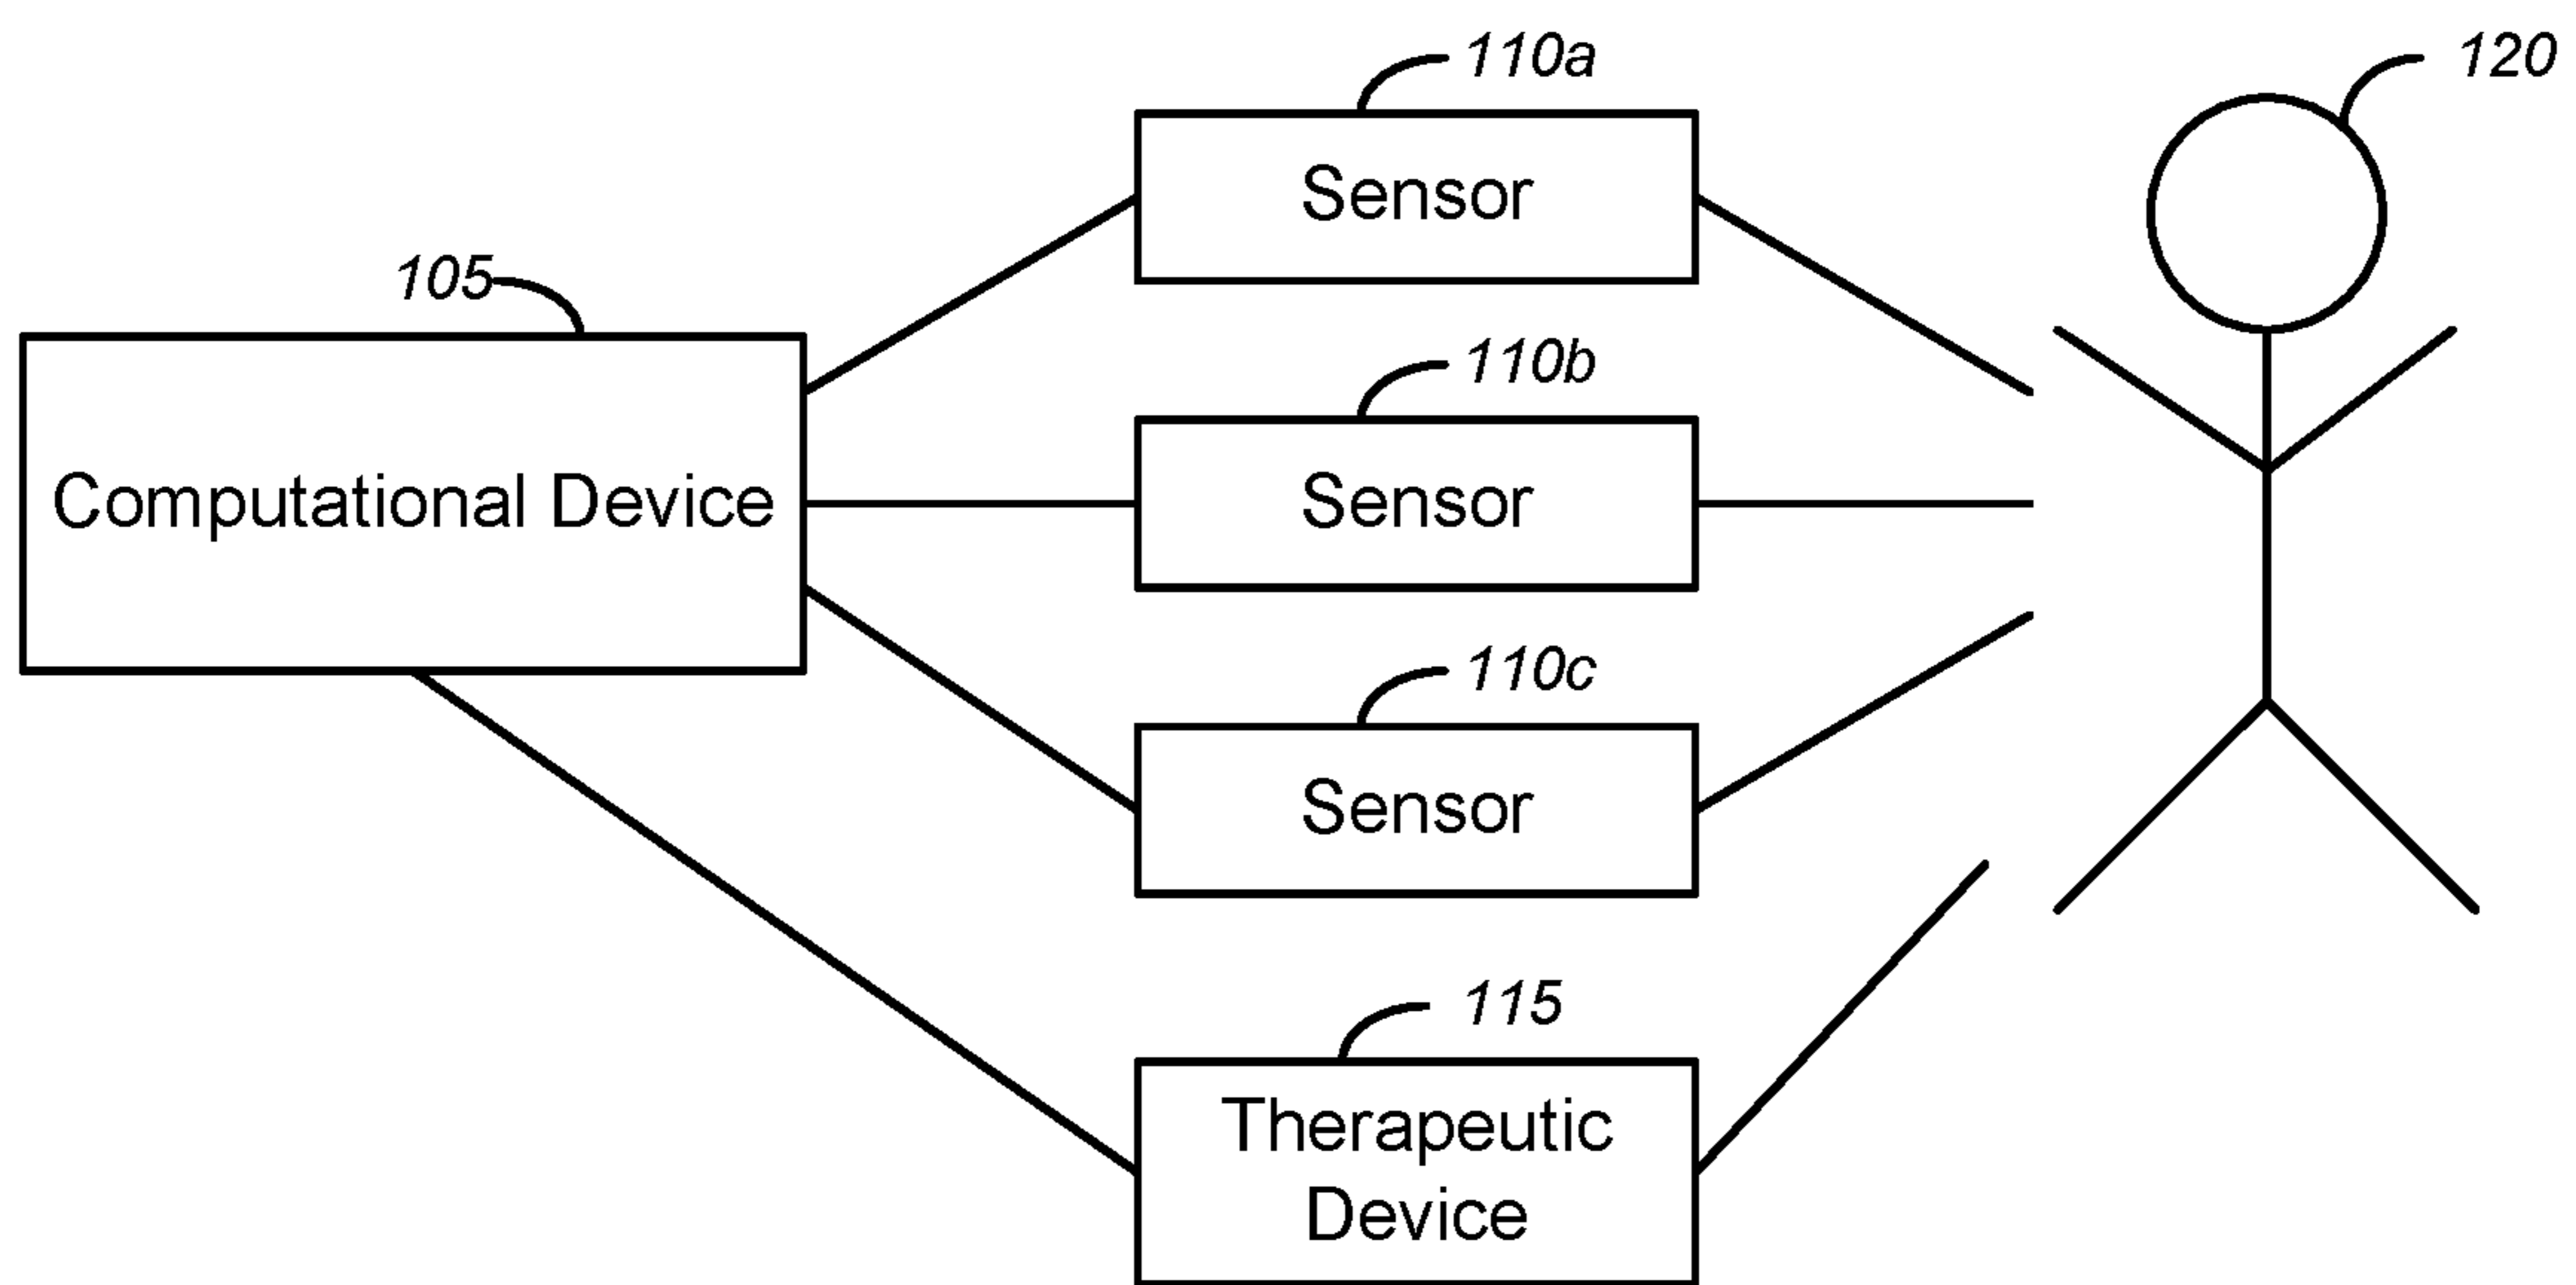 110a
120
Sensor
105
110b
Computational Device
Sensor
110c
Sensor
115
Therapeutic
Device